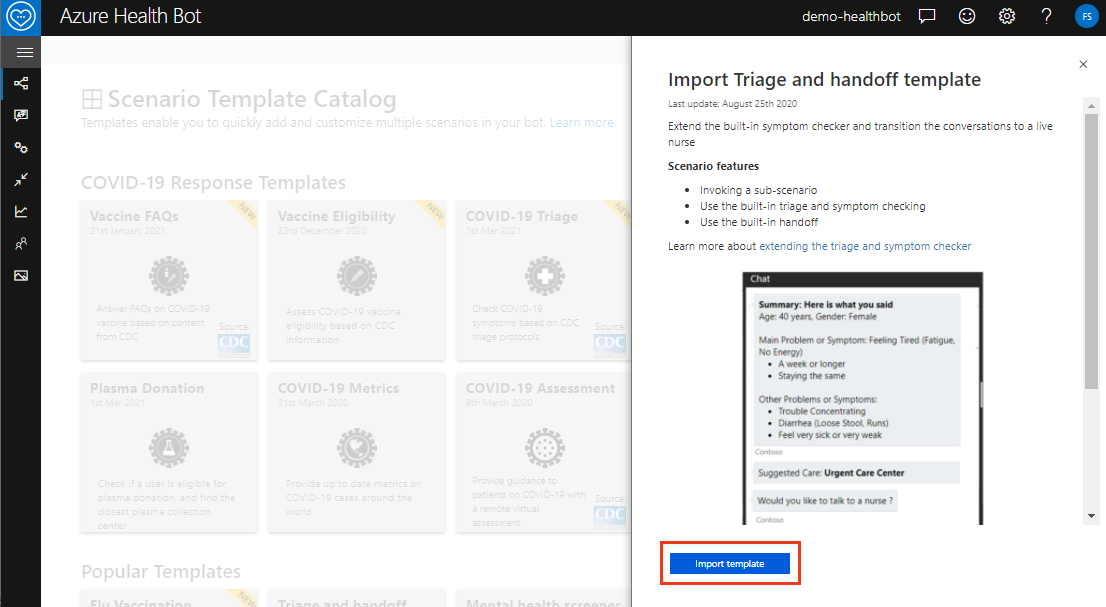 Azure Health Bot
demo-healthbot
?
FS
Scenario Template Catalog
Templates enable you to quickly add and customize multiple scenarios in your bot. Learn more
COVID-19 Response Templates
Vaccine FAQs
21st January 2021
NEW
Answer FAQs on COVID-19
vaccine based on content
from CDC
Source:
CDC
Vaccine Eligibility
23rd December 2020
NEW
Assess COVID-19 vaccine
eligibility based on CDC
information
COVID-19 Triage
1st Mar 2021
NEW
Check COVID-19
symptoms based on CDC
triage protocols
Source:
CDC
Plasma Donation
1st Mar 2021
Check if a user is eligible for
plasma donation, and find the
closest plasma collection
center
COVID-19 Metrics
31st March 2020
Provide up to date metrics on
COVID-19 cases around the
world
COVID-19 Assessment
8th March 2020
Provide guidance to
patients on COVID-19 with
a remote virtual
assessment
Source:
CDC
Popular Templates
Flu Vaccination
NEW
Triage and handoff
Mental health screener
Import Triage and handoff template
Last update: August 25th 2020
Extend the built-in symptom checker and transition the conversations to a live
nurse
Scenario features
• Invoking a sub-scenario
• Use the built-in triage and symptom checking
• Use the built-in handoff
Learn more about extending the triage and symptom checker
Chat
Summary: Here is what you said
Age: 40 years, Gender: Female
Main Problem or Symptom: Feeling Tired (Fatigue,
No Energy)
• A week or longer
• Staying the same
Other Problems or Symptoms:
• Trouble Concentrating
• Diarrhea (Loose Stool, Runs)
• Feel very sick or very weak
Contoso
Suggested Care: Urgent Care Center
Would you like to talk to a nurse ?
Contoso
Import template